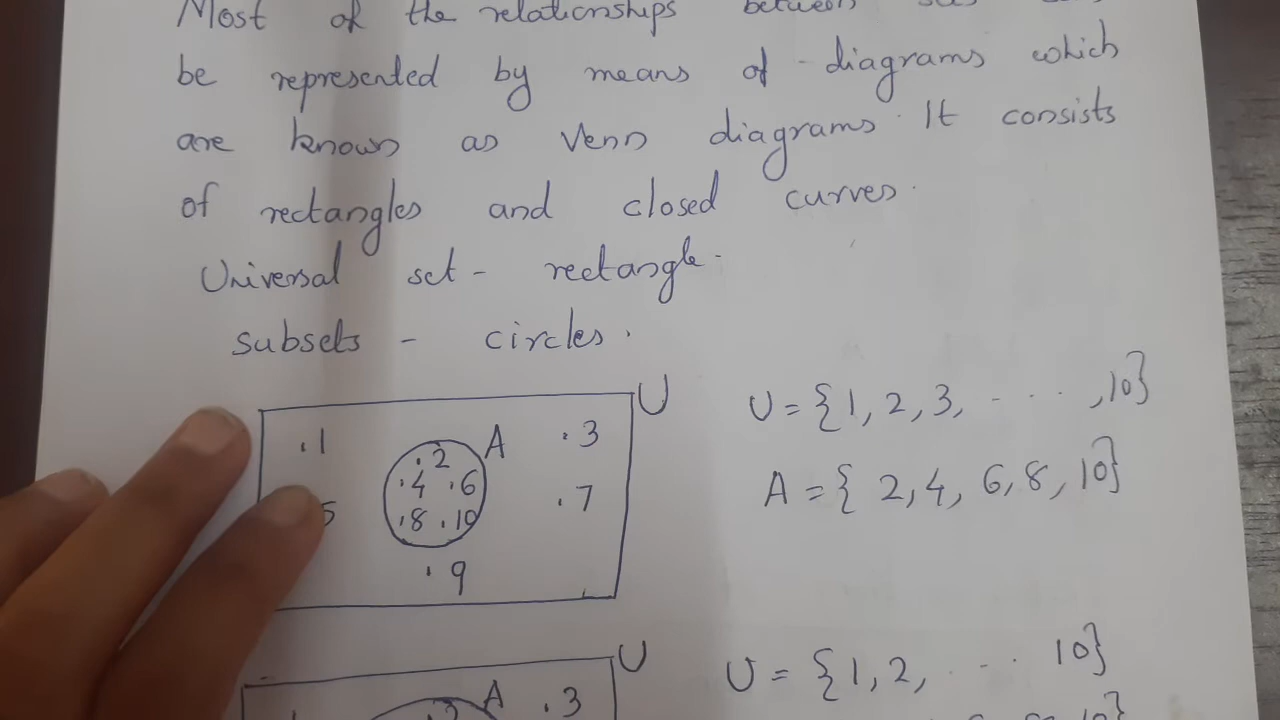 Most of the relationships between sets
be represented by means of diagrams which
are known as Venn diagrams. It consists
of rectangles and closed curves.
Universal set - rectangle.
subsets - circles.
U
.1 A .3
.2
.4 .6
5 .8 .10 .7
.9
U = {1, 2, 3, - . . . , 10}
A = { 2, 4, 6, 8, 10}
U
A .3
U = {1, 2, - - . 10}